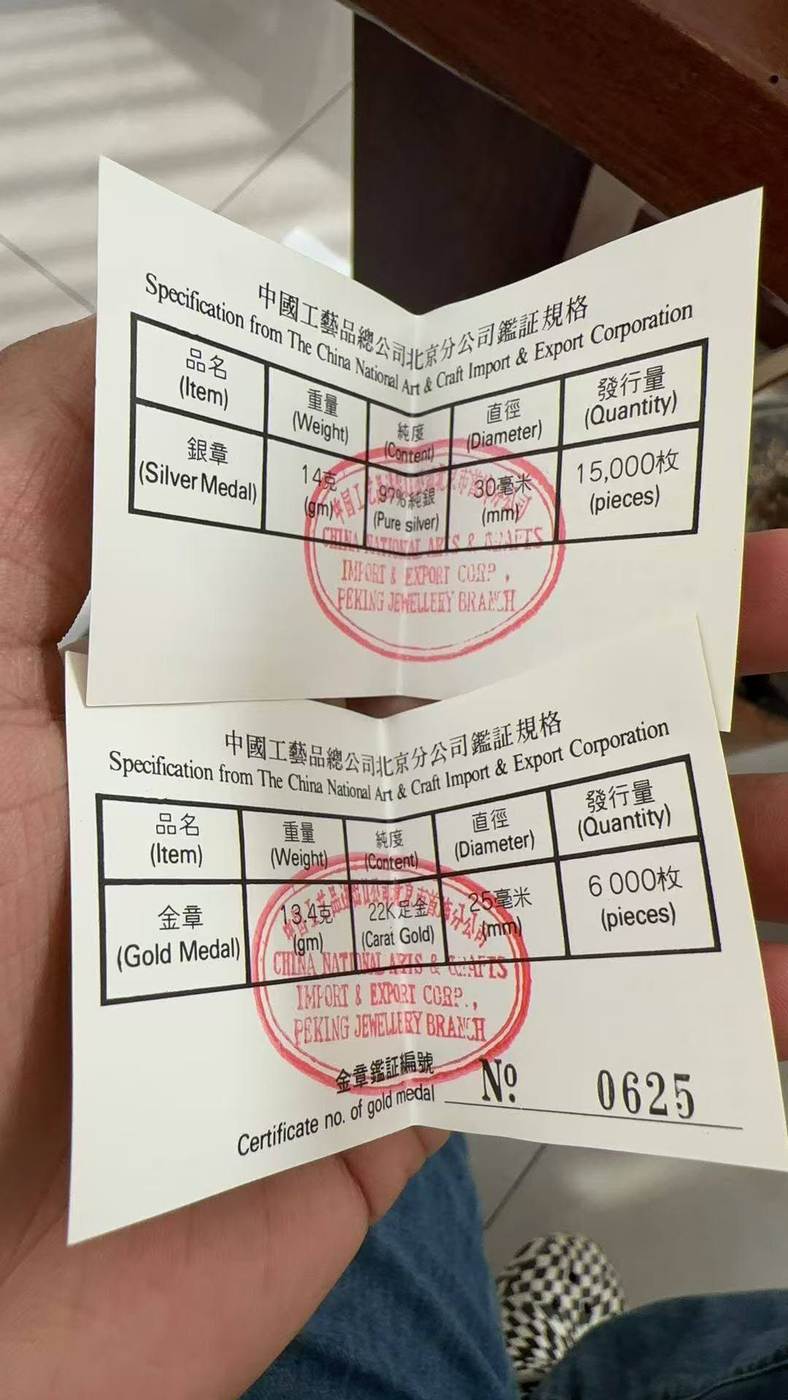 中國工藝品總公司北京分公司鑑証規格
Specification from The China National Art & Craft Import & Export Corporation
品名 重量 純度 直徑 發行量
(Item) (Weight) (Content) (Diameter) (Quantity)
銀章 14克 97%純銀 30毫米 15,000枚
(Silver Medal) (gm) (Pure silver) (mm) (pieces)
CHINA NATIONAL ARTS & CRAFTS
IMPORT & EXPORT CORP.,
PEKING JEWELLERY BRANCH
中國工藝品總公司北京分公司鑑証規格
Specification from The China National Art & Craft Import & Export Corporation
品名 重量 純度 直徑 發行量
(Item) (Weight) (Content) (Diameter) (Quantity)
金章 13.4克 22K足金 25毫米 6 000枚
(Gold Medal) (gm) (Carat Gold) (mm) (pieces)
CHINA NATIONAL ARTS & CRAFTS
IMPORT & EXPORT CORP.,
PEKING JEWELLERY BRANCH
金章鑑証編號
Certificate no. of gold medal Nº 0625